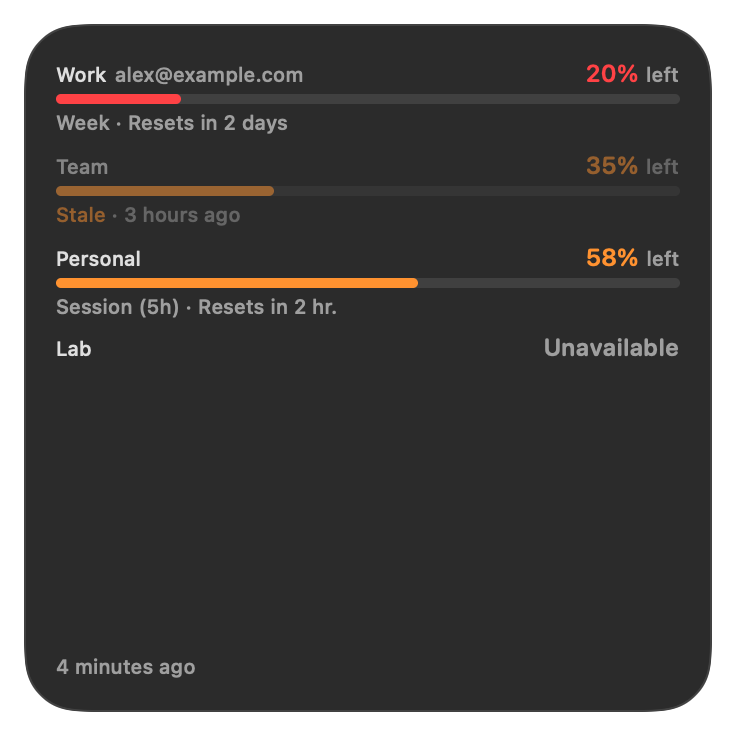 Work alex@example.com 20% left
Week · Resets in 2 days
Team 35% left
Stale · 3 hours ago
Personal 58% left
Session (5h) · Resets in 2 hr.
Lab Unavailable
4 minutes ago